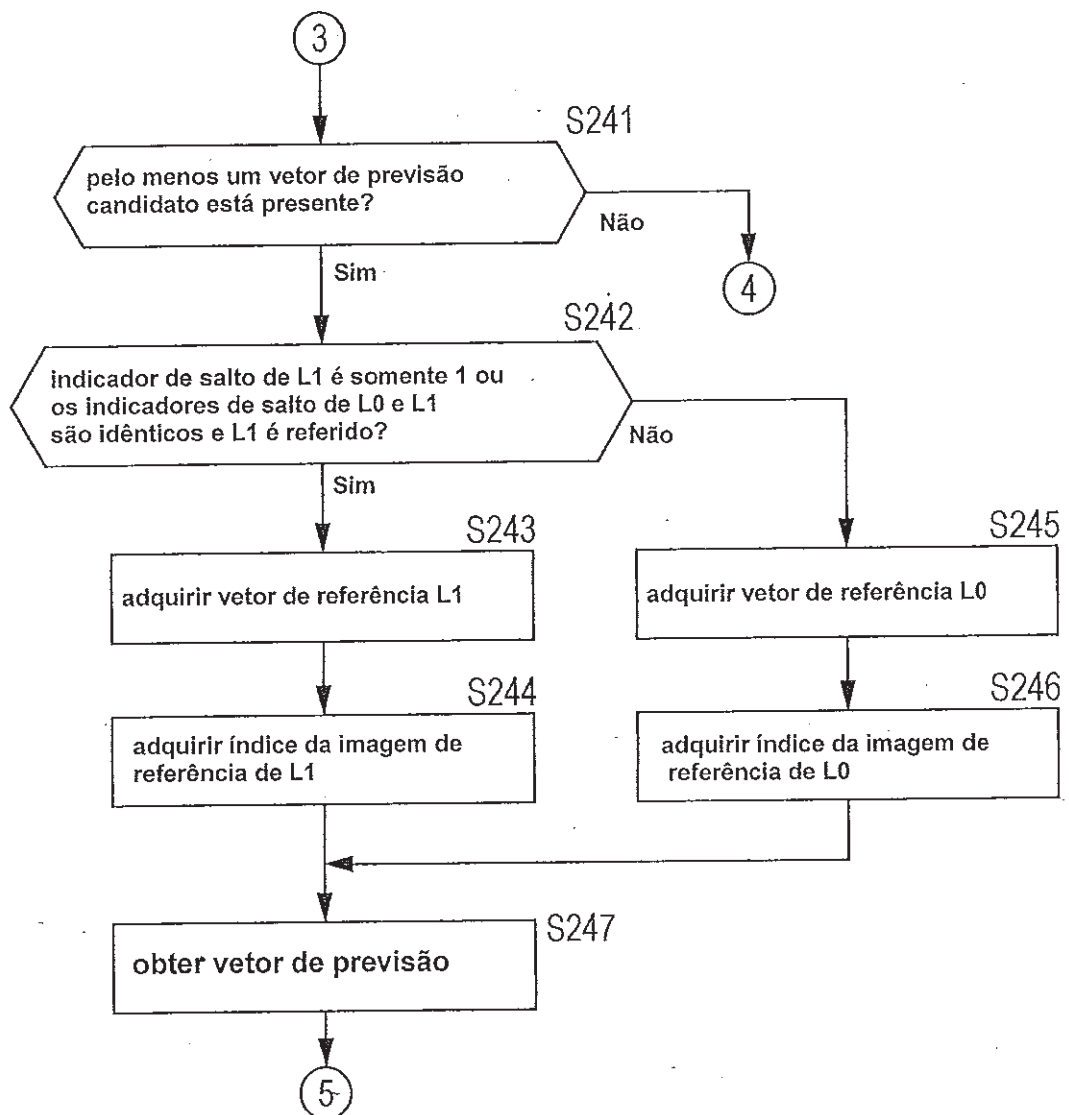 3
S241
pelo menos um vetor de previsão
candidato está presente?
Não
Sim
4
S242
indicador de salto de L1 é somente 1 ou
os indicadores de salto de L0 e L1
são idênticos e L1 é referido?
Não
Sim
S243
adquirir vetor de referência L1
S245
adquirir vetor de referência L0
S244
adquirir índice da imagem de
referência de L1
S246
adquirir índice da imagem de
referência de L0
S247
obter vetor de previsão
5